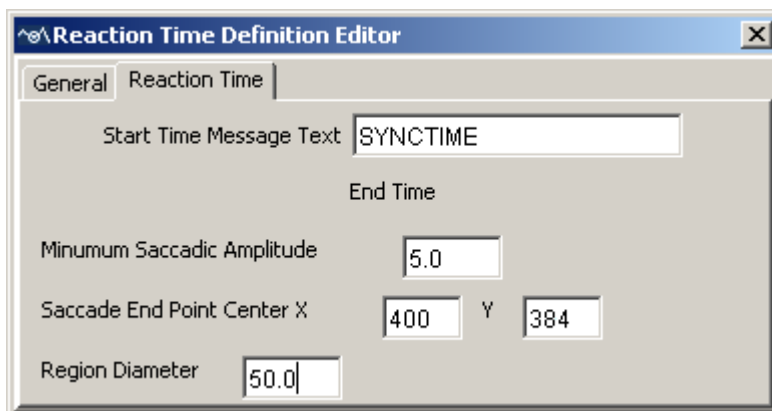 Reaction Time Definition Editor
General Reaction Time
Start Time Message Text SYNCTIME
End Time
Minumum Saccadic Amplitude 5.0
Saccade End Point Center X 400 Y 384
Region Diameter 50.0